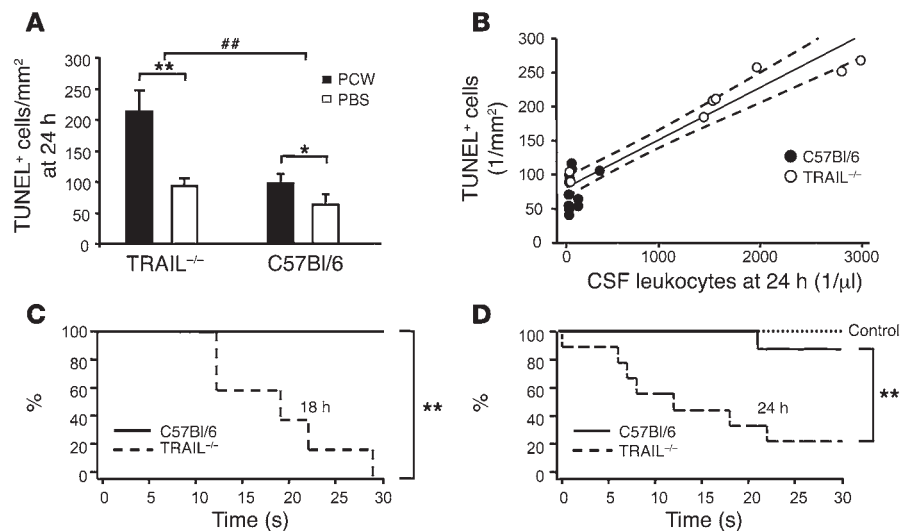 A
TUNEL⁺ cells/mm²
at 24 h
300
250
200
150
100
50
0
##
**
*
PCW
PBS
TRAIL⁻/⁻
C57Bl/6
B
TUNEL⁺ cells
(1/mm²)
300
250
200
150
100
50
0
C57Bl/6
TRAIL⁻/⁻
0
1000
2000
3000
CSF leukocytes at 24 h (1/μl)
C
%
100
80
60
40
20
0
18 h
C57Bl/6
TRAIL⁻/⁻
**
0 5 10 15 20 25 30
Time (s)
D
%
100
80
60
40
20
0
Control
24 h
C57Bl/6
TRAIL⁻/⁻
**
0 5 10 15 20 25 30
Time (s)